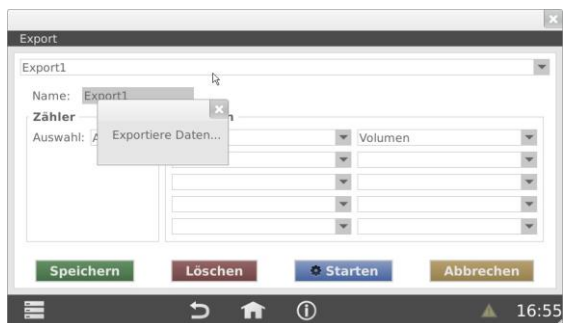 Export
Export1
Name: Export1
Zähler
Auswahl:
Exportiere Daten...
Volumen
Speichern
Löschen
Starten
Abbrechen
16:55